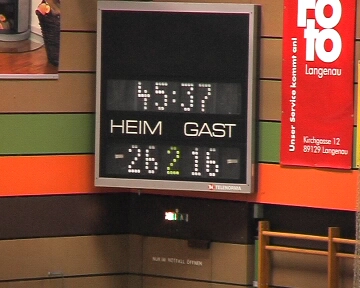 45:37
HEIM GAST
26 2 16
TELENORMA
FOTO
Langenau
Unser Service kommt an!
Kirchgasse 12
89129 Langenau
NUR IM NOTFALL ÖFFNEN